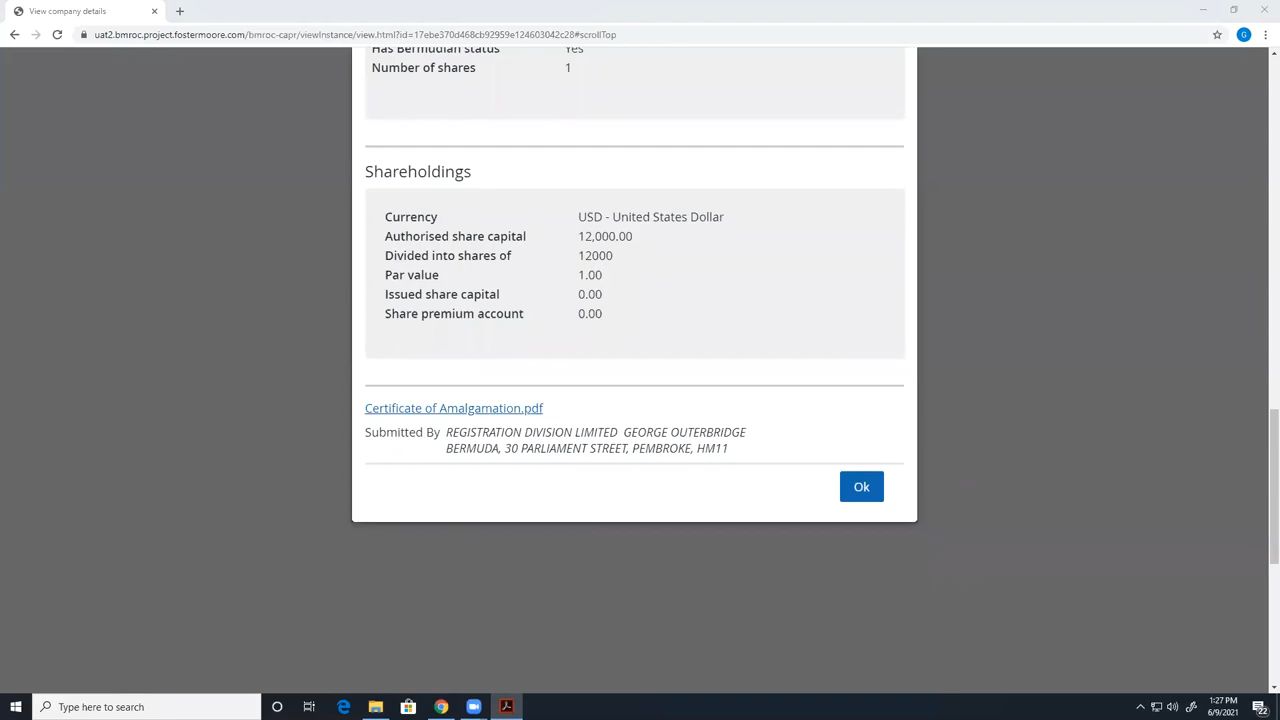 View company details
uat2.bmroc.project.fostermoore.com/bmroc-capr/viewInstance/view.html?id=17ebe370d468cb92959e124603042c28#scrollTop
G
Has Bermudian status Yes
Number of shares 1
Shareholdings
Currency USD - United States Dollar
Authorised share capital 12,000.00
Divided into shares of 12000
Par value 1.00
Issued share capital 0.00
Share premium account 0.00
Certificate of Amalgamation.pdf
Submitted By REGISTRATION DIVISION LIMITED GEORGE OUTERBRIDGE
BERMUDA, 30 PARLIAMENT STREET, PEMBROKE, HM11
Ok
Type here to search
1:27 PM
6/9/2021
22